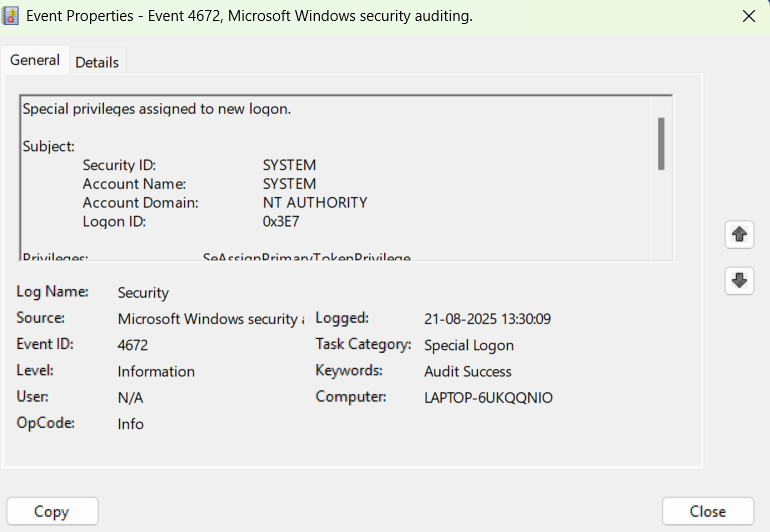 Event Properties - Event 4672, Microsoft Windows security auditing.
General Details
Special privileges assigned to new logon.
Subject:
Security ID: SYSTEM
Account Name: SYSTEM
Account Domain: NT AUTHORITY
Logon ID: 0x3E7
Privileges: SeAssignPrimaryTokenPrivilege
Log Name: Security
Source: Microsoft Windows security a Logged: 21-08-2025 13:30:09
Event ID: 4672 Task Category: Special Logon
Level: Information Keywords: Audit Success
User: N/A Computer: LAPTOP-6UKQQNIO
OpCode: Info
Copy Close